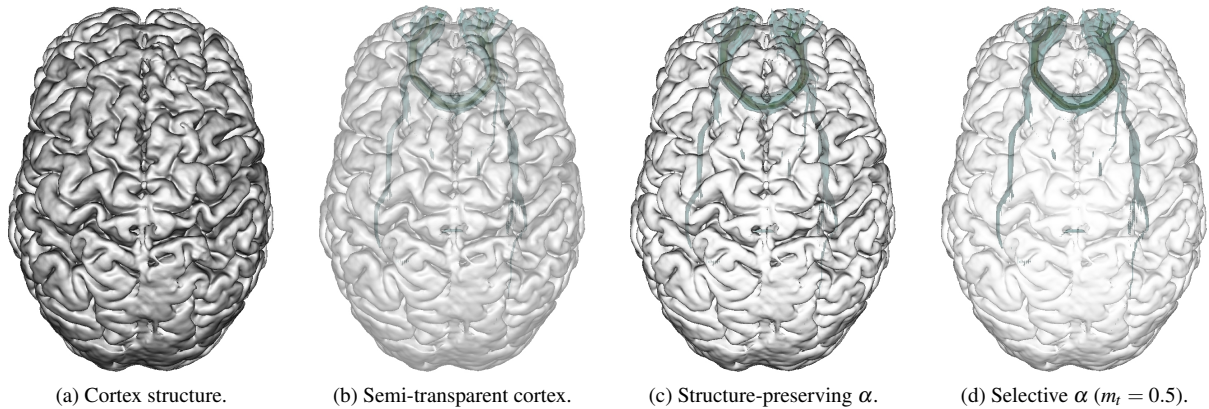 (a) Cortex structure.
(b) Semi-transparent cortex.
(c) Structure-preserving α.
(d) Selective α (mₜ = 0.5).